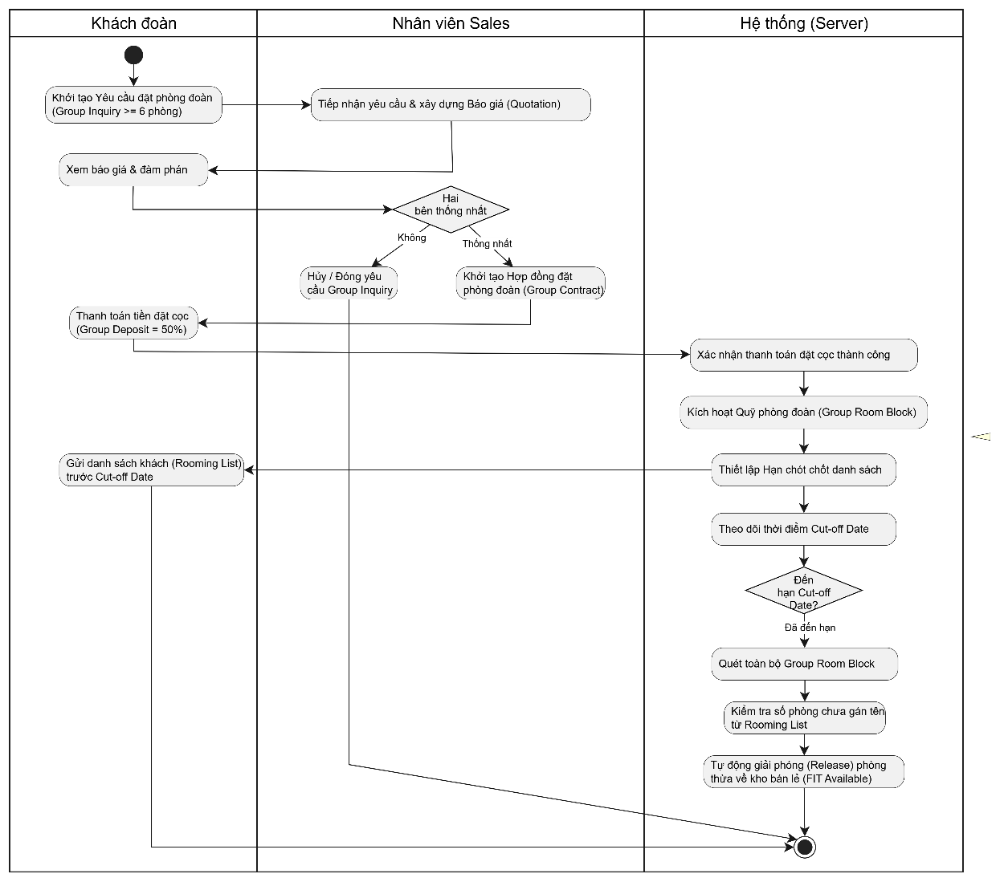 Khách đoàn
Nhân viên Sales
Hệ thống (Server)
Khởi tạo Yêu cầu đặt phòng đoàn
(Group Inquiry >= 6 phòng)
Tiếp nhận yêu cầu & xây dựng Báo giá (Quotation)
Xem báo giá & đàm phán
Hai
bên thống nhất
Không
Thống nhất
Hủy / Đóng yêu
cầu Group Inquiry
Khởi tạo Hợp đồng đặt
phòng đoàn (Group Contract)
Thanh toán tiền đặt cọc
(Group Deposit = 50%)
Xác nhận thanh toán đặt cọc thành công
Kích hoạt Quỹ phòng đoàn (Group Room Block)
Gửi danh sách khách (Rooming List)
trước Cut-off Date
Thiết lập Hạn chót chốt danh sách
Theo dõi thời điểm Cut-off Date
Đến
hạn Cut-off
Date?
Đã đến hạn
Quét toàn bộ Group Room Block
Kiểm tra số phòng chưa gán tên
từ Rooming List
Tự động giải phóng (Release) phòng
thừa về kho bán lẻ (FIT Available)